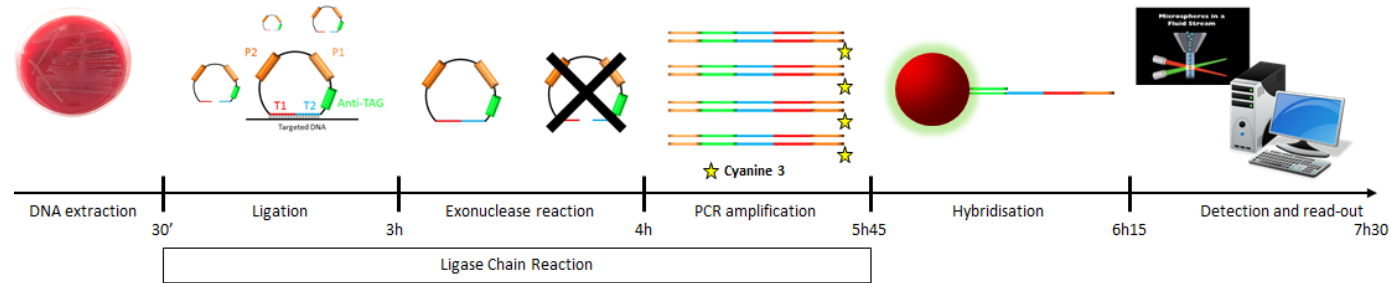 Microspheres in a
Fluid Stream
P2
P1
Anti-TAG
T1
T2
Targeted DNA
Cyanine 3
DNA extraction
Ligation
Exonuclease reaction
PCR amplification
Hybridisation
Detection and read-out
30’
3h
4h
5h45
6h15
7h30
Ligase Chain Reaction